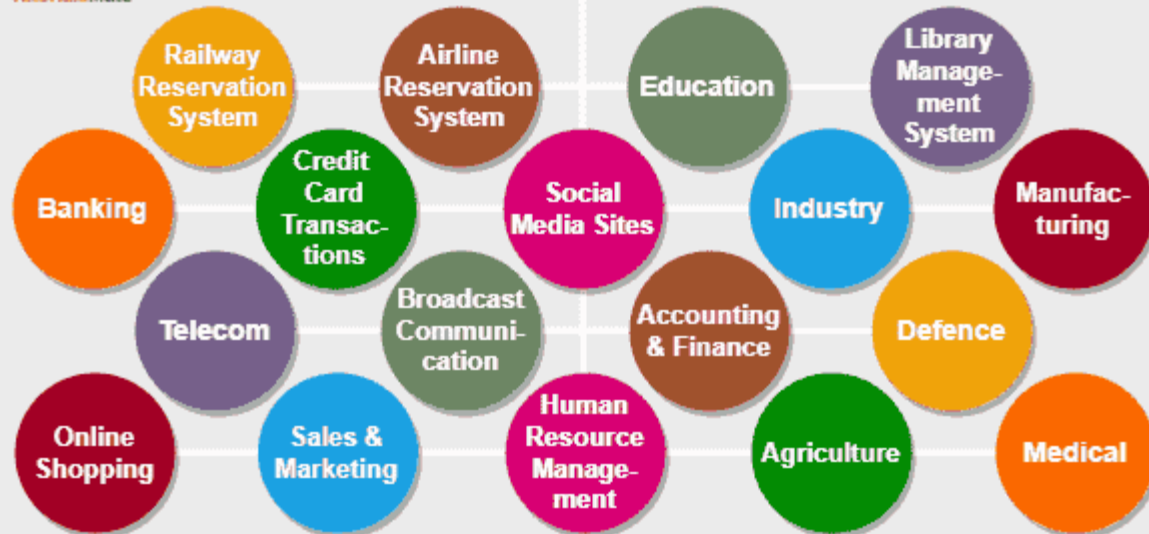 Railway
Reservation
System
Airline
Reservation
System
Education
Library
Manage-
ment
System
Banking
Credit
Card
Transac-
tions
Social
Media Sites
Industry
Manufac-
turing
Telecom
Broadcast
Communi-
cation
Accounting
& Finance
Defence
Online
Shopping
Sales &
Marketing
Human
Resource
Manage-
ment
Agriculture
Medical